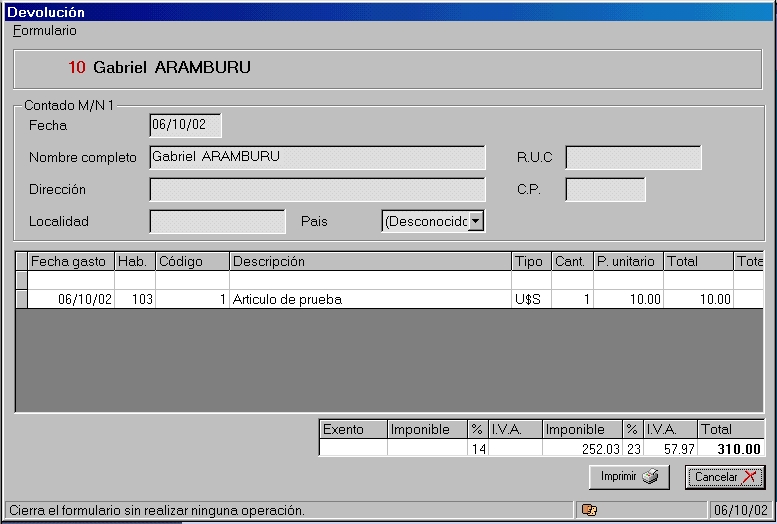 Devolución
Formulario
10 Gabriel ARAMBURU
Contado M/N 1
Fecha 06/10/02
Nombre completo Gabriel ARAMBURU R.U.C
Dirección C.P.
Localidad Pais (Desconocido
Fecha gasto Hab. Código Descripción Tipo Cant. P. unitario Total Tota
06/10/02 103 1 Articulo de prueba U$S 1 10.00 10.00
Exento Imponible % I.V.A. Imponible % I.V.A. Total
14 252.03 23 57.97 310.00
Imprimir Cancelar
Cierra el formulario sin realizar ninguna operación. 06/10/02